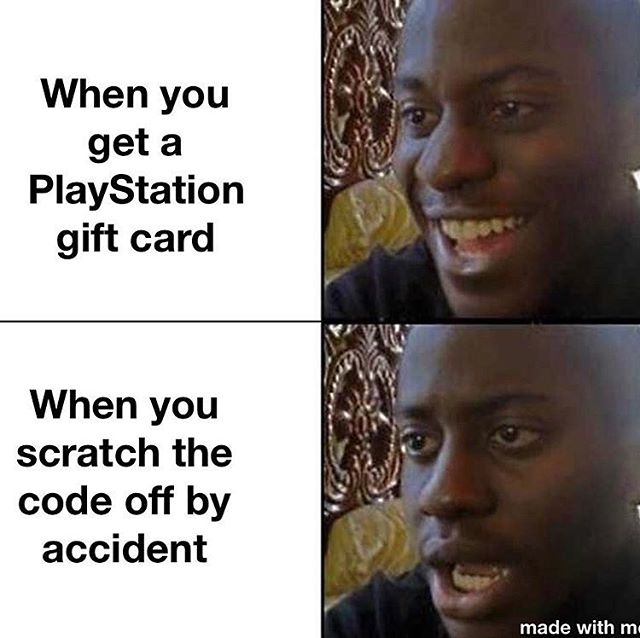 When you
get a
PlayStation
gift card
When you
scratch the
code off by
accident
made with m